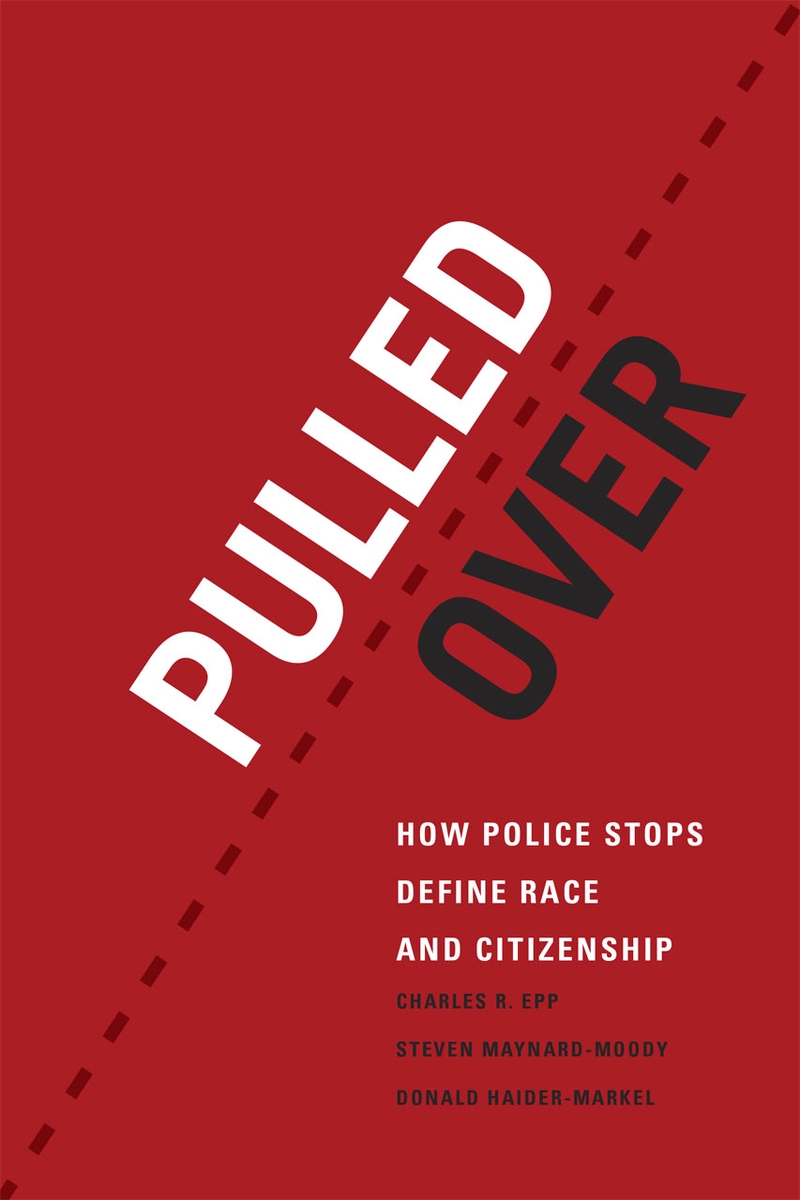 PULLED
OVER
HOW POLICE STOPS
DEFINE RACE
AND CITIZENSHIP
CHARLES R. EPP
STEVEN MAYNARD-MOODY
DONALD HAIDER-MARKEL